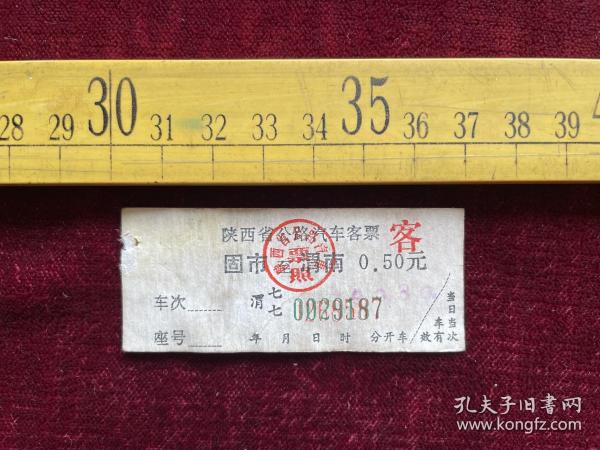 28 29 30 31 32 33 34 35 36 37 38 39
陕西省公路汽车客票
客
固市至渭南 0.50元
票照
车次
渭七七 0029587
座号
年 月 日 时 分开车
当日当次车有效
孔夫子旧书网
www.kongfz.com